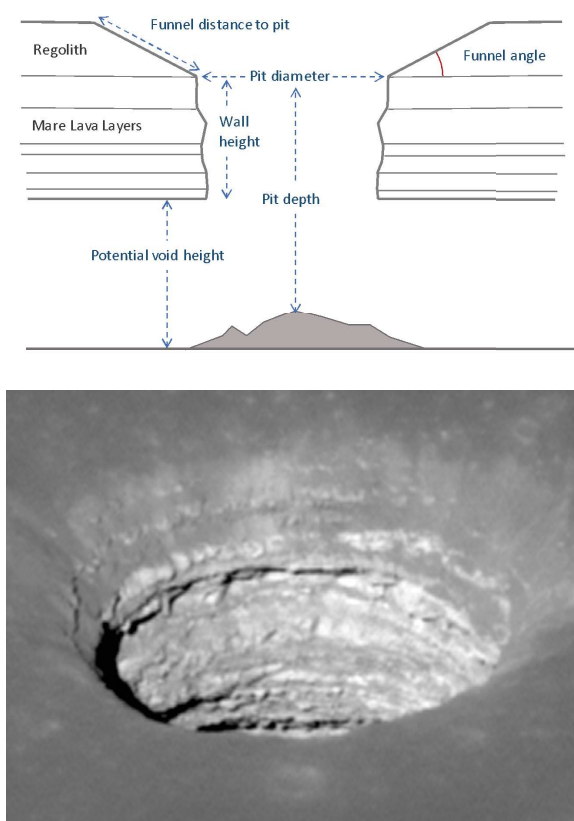 Funnel distance to pit
Regolith
Pit diameter
Funnel angle
Mare Lava Layers
Wall
height
Pit depth
Potential void height